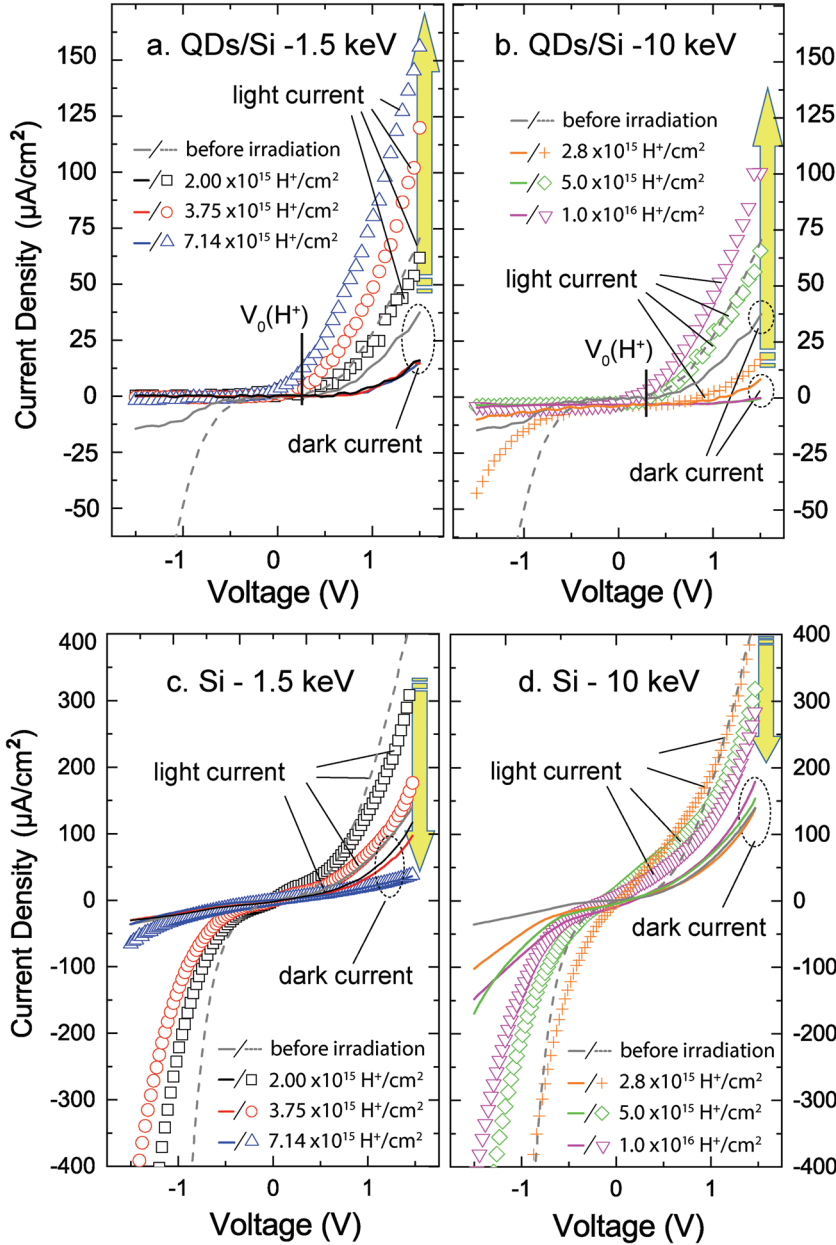 a. QDs/Si -1.5 keV
light current
before irradiation
2.00 x10¹⁵ H⁺/cm²
3.75 x10¹⁵ H⁺/cm²
7.14 x10¹⁵ H⁺/cm²
V₀(H⁺)
dark current
150
125
100
75
50
25
0
-25
-50
Current Density (µA/cm²)
-1 0 1
Voltage (V)
b. QDs/Si -10 keV
before irradiation
2.8 x10¹⁵ H⁺/cm²
5.0 x10¹⁵ H⁺/cm²
1.0 x10¹⁶ H⁺/cm²
light current
V₀(H⁺)
dark current
150
125
100
75
50
25
0
-25
-50
-1 0 1
Voltage (V)
c. Si - 1.5 keV
light current
dark current
before irradiation
2.00 x10¹⁵ H⁺/cm²
3.75 x10¹⁵ H⁺/cm²
7.14 x10¹⁵ H⁺/cm²
400
300
200
100
0
-100
-200
-300
-400
Current Density (µA/cm²)
-1 0 1
Voltage (V)
d. Si - 10 keV
light current
dark current
before irradiation
2.8 x10¹⁵ H⁺/cm²
5.0 x10¹⁵ H⁺/cm²
1.0 x10¹⁶ H⁺/cm²
400
300
200
100
0
-100
-200
-300
-400
-1 0 1
Voltage (V)